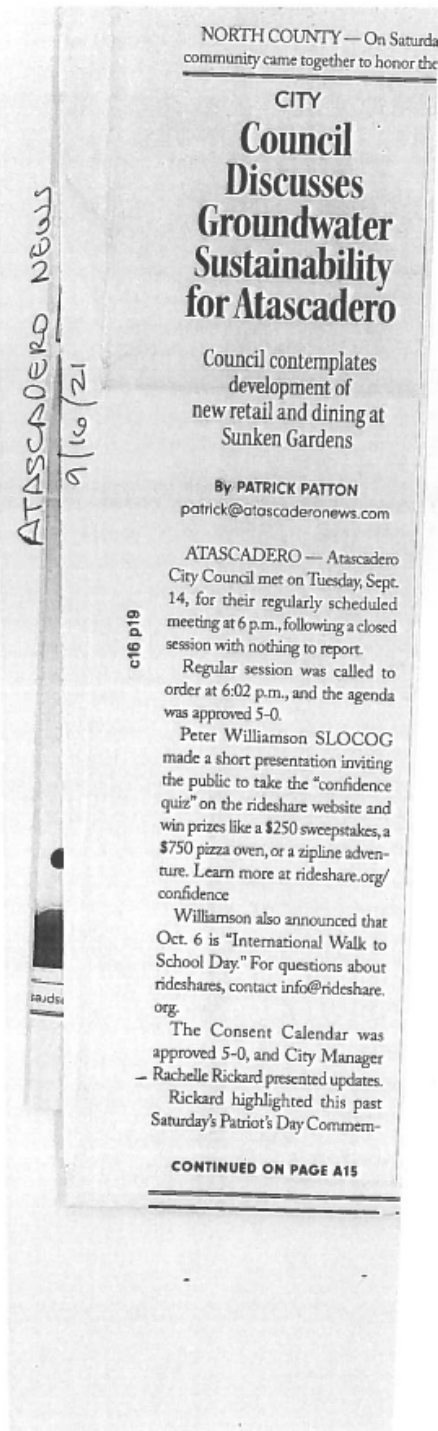 NORTH COUNTY — On Saturda
community came together to honor the
CITY
Council
Discusses
Groundwater
Sustainability
for Atascadero
Council contemplates
development of
new retail and dining at
Sunken Gardens
By PATRICK PATTON
patrick@atascaderonews.com
ATASCADERO — Atascadero
City Council met on Tuesday, Sept.
14, for their regularly scheduled
meeting at 6 p.m., following a closed
session with nothing to report.
Regular session was called to
order at 6:02 p.m., and the agenda
was approved 5-0.
Peter Williamson SLOCOG
made a short presentation inviting
the public to take the “confidence
quiz” on the rideshare website and
win prizes like a $250 sweepstakes, a
$750 pizza oven, or a zipline adven-
ture. Learn more at rideshare.org/
confidence
Williamson also announced that
Oct. 6 is “International Walk to
School Day.” For questions about
rideshares, contact info@rideshare.
org.
The Consent Calendar was
approved 5-0, and City Manager
Rachelle Rickard presented updates.
Rickard highlighted this past
Saturday’s Patriot’s Day Commem-
CONTINUED ON PAGE A15
ATASCADERO NEWS
9/16/21
c16 p19